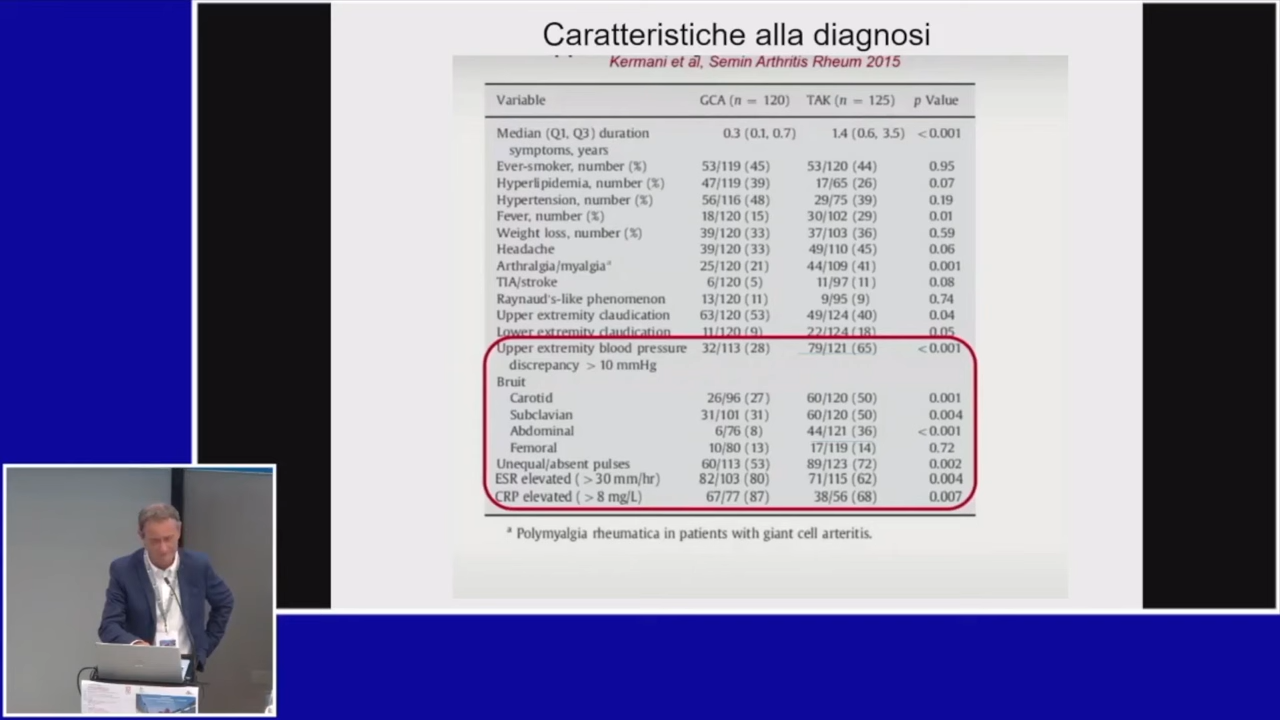 Caratteristiche alla diagnosi
Kermani et al, Semin Arthritis Rheum 2015
Variable GCA (n = 120) TAK (n = 125) p Value
Median (Q1, Q3) duration 0.3 (0.1, 0.7) 1.4 (0.6, 3.5) <0.001
symptoms, years
Ever-smoker, number (%) 53/119 (45) 53/120 (44) 0.95
Hyperlipidemia, number (%) 47/119 (39) 17/65 (26) 0.07
Hypertension, number (%) 56/116 (48) 29/75 (39) 0.19
Fever, number (%) 18/120 (15) 30/102 (29) 0.01
Weight loss, number (%) 39/120 (33) 37/103 (36) 0.59
Headache 39/120 (33) 49/110 (45) 0.06
Arthralgia/myalgiaᵃ 25/120 (21) 44/109 (41) 0.001
TIA/stroke 6/120 (5) 11/97 (11) 0.08
Raynaud's-like phenomenon 13/120 (11) 9/95 (9) 0.74
Upper extremity claudication 63/120 (53) 49/124 (40) 0.04
Lower extremity claudication 11/120 (9) 22/124 (18) 0.05
Upper extremity blood pressure 32/113 (28) 79/121 (65) <0.001
discrepancy > 10 mmHg
Bruit
Carotid 26/96 (27) 60/120 (50) 0.001
Subclavian 31/101 (31) 60/120 (50) 0.004
Abdominal 6/76 (8) 44/121 (36) <0.001
Femoral 10/80 (13) 17/119 (14) 0.72
Unequal/absent pulses 60/113 (53) 89/123 (72) 0.002
ESR elevated ( >30 mm/hr) 82/103 (80) 71/115 (62) 0.004
CRP elevated ( >8 mg/L) 67/77 (87) 38/56 (68) 0.007
ᵃ Polymyalgia rheumatica in patients with giant cell arteritis.